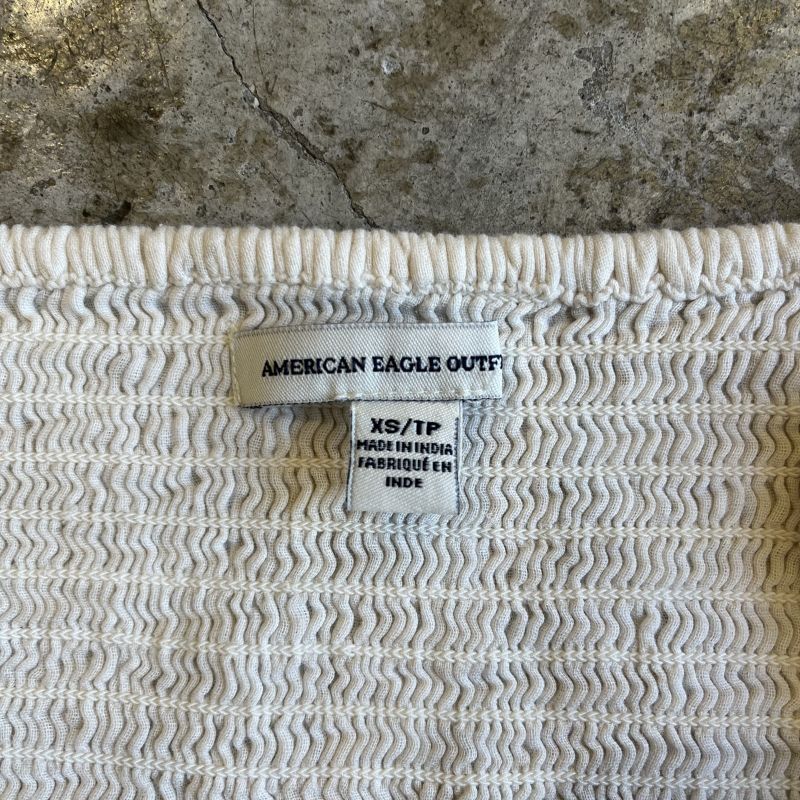 AMERICAN EAGLE OUTF
XS/TP
MADE IN INDIA
FABRIQUÉ EN
INDE